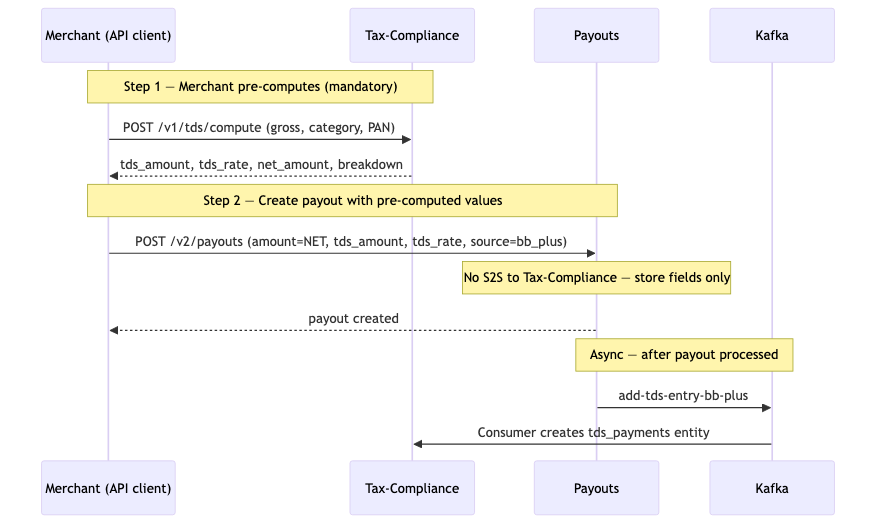 Merchant (API client)
Tax-Compliance
Payouts
Kafka
Step 1 — Merchant pre-computes (mandatory)
POST /v1/tds/compute (gross, category, PAN)
tds_amount, tds_rate, net_amount, breakdown
Step 2 — Create payout with pre-computed values
POST /v2/payouts (amount=NET, tds_amount, tds_rate, source=bb_plus)
No S2S to Tax-Compliance — store fields only
payout created
Async — after payout processed
add-tds-entry-bb-plus
Consumer creates tds_payments entity
Merchant (API client)
Tax-Compliance
Payouts
Kafka